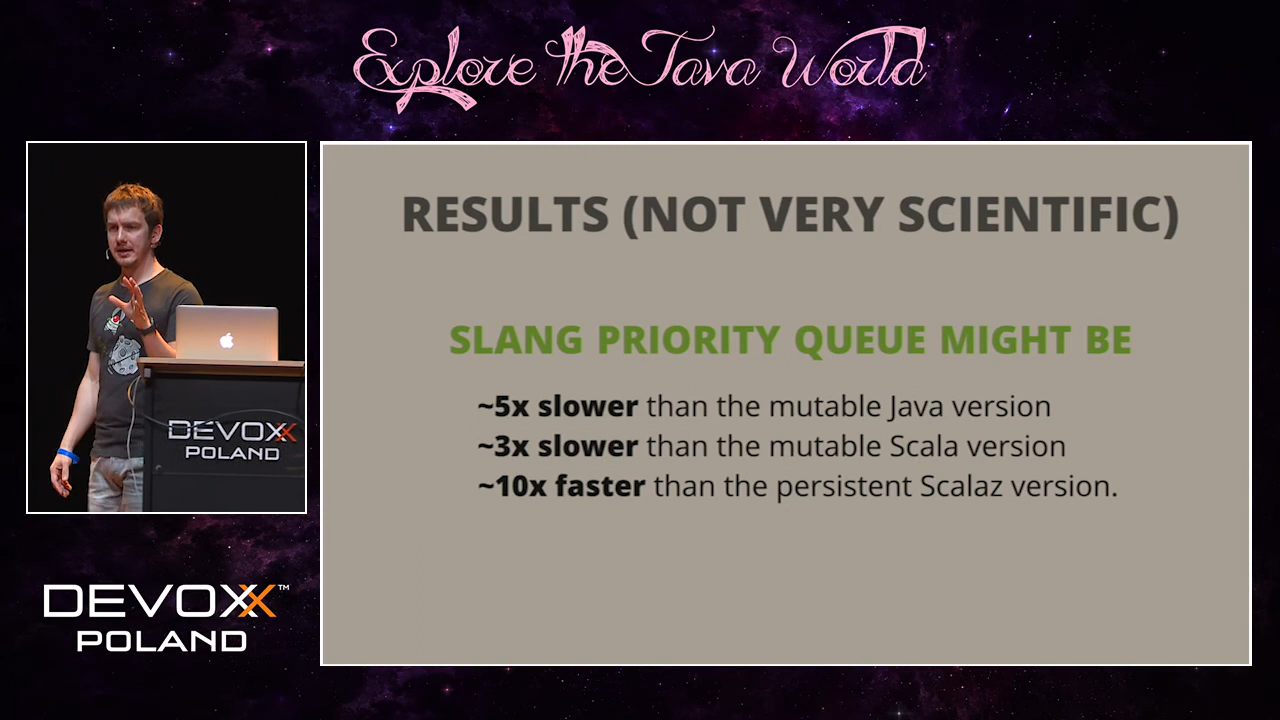 Explore the Java World
RESULTS (NOT VERY SCIENTIFIC)
SLANG PRIORITY QUEUE MIGHT BE
~5x slower than the mutable Java version
~3x slower than the mutable Scala version
~10x faster than the persistent Scalaz version.
DEVOXX
POLAND
DEVOXX™
POLAND